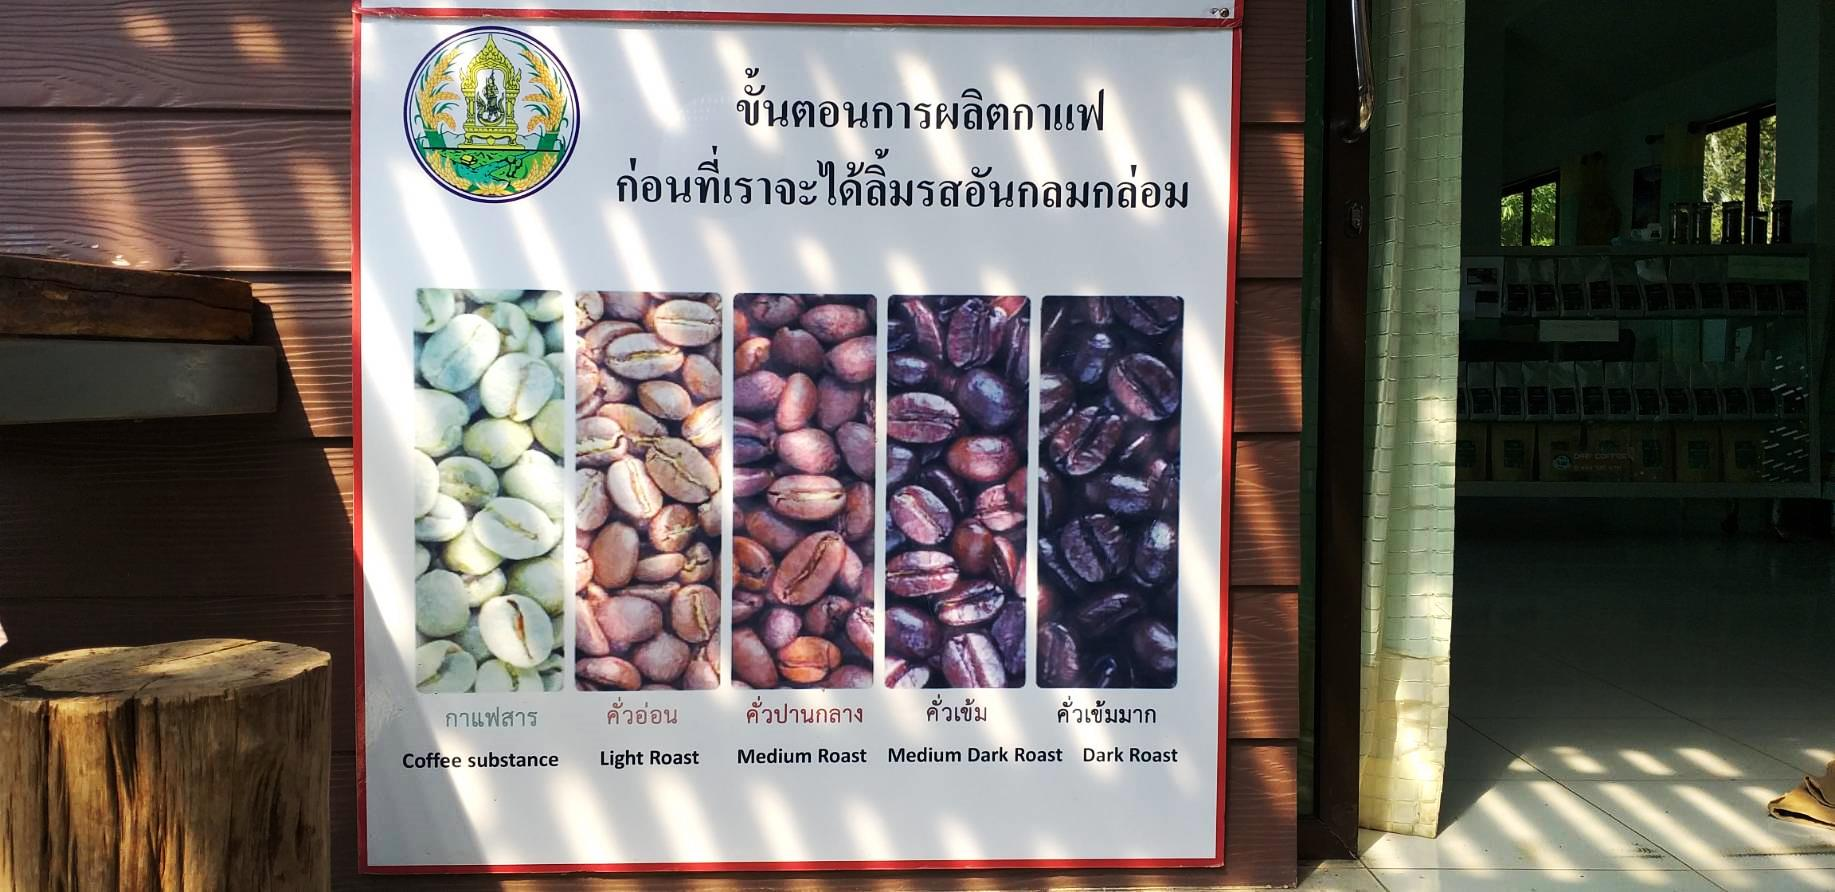 ขั้นตอนการผลิตกาแฟ
ก่อนที่เราจะได้ลิ้มรสอันกลมกล่อม
กาแฟสาร คั่วอ่อน คั่วปานกลาง คั่วเข้ม คั่วเข้มมาก
Coffee substance Light Roast Medium Roast Medium Dark Roast Dark Roast